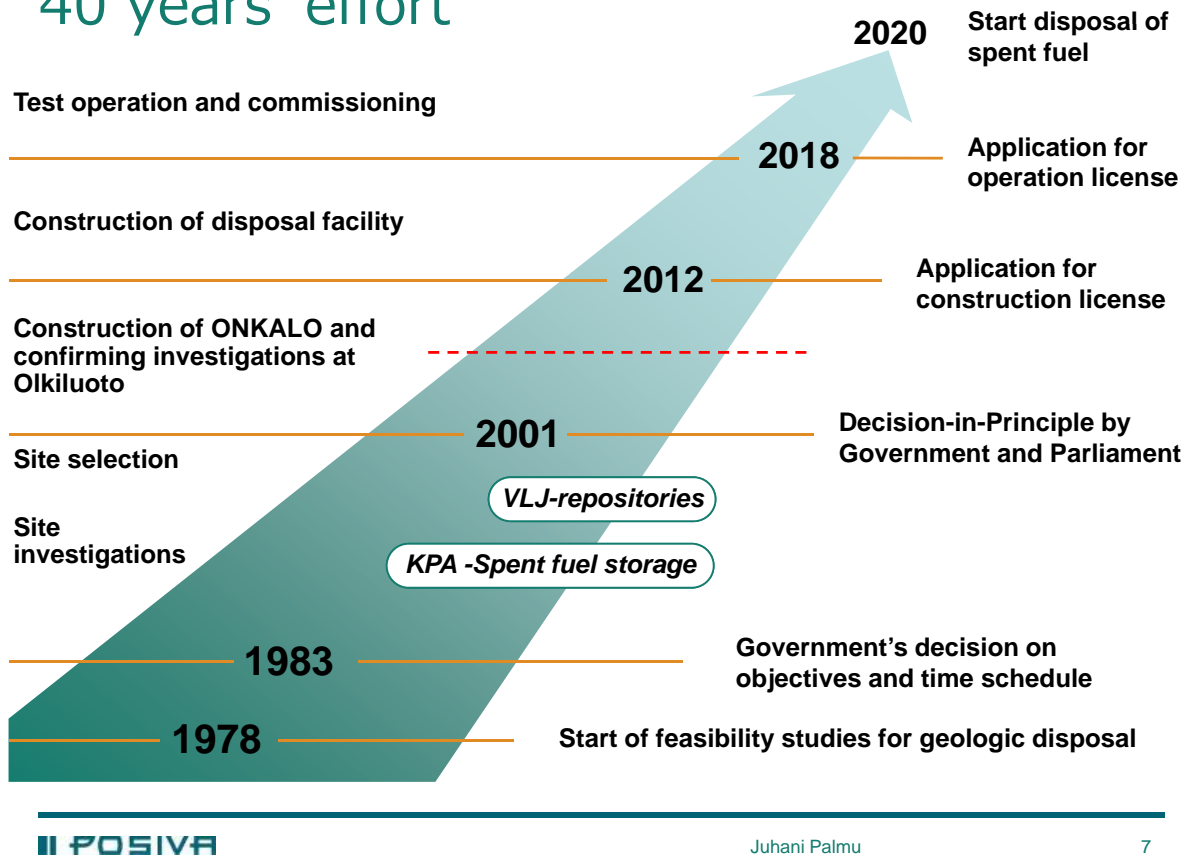 40 years' effort
2020
Start disposal of
spent fuel
Test operation and commissioning
2018
Application for
operation license
Construction of disposal facility
2012
Application for
construction license
Construction of ONKALO and
confirming investigations at
Olkiluoto
2001
Decision-in-Principle by
Government and Parliament
Site selection
VLJ-repositories
Site
investigations
KPA -Spent fuel storage
1983
Government's decision on
objectives and time schedule
1978
Start of feasibility studies for geologic disposal
POSIVA
Juhani Palmu
7